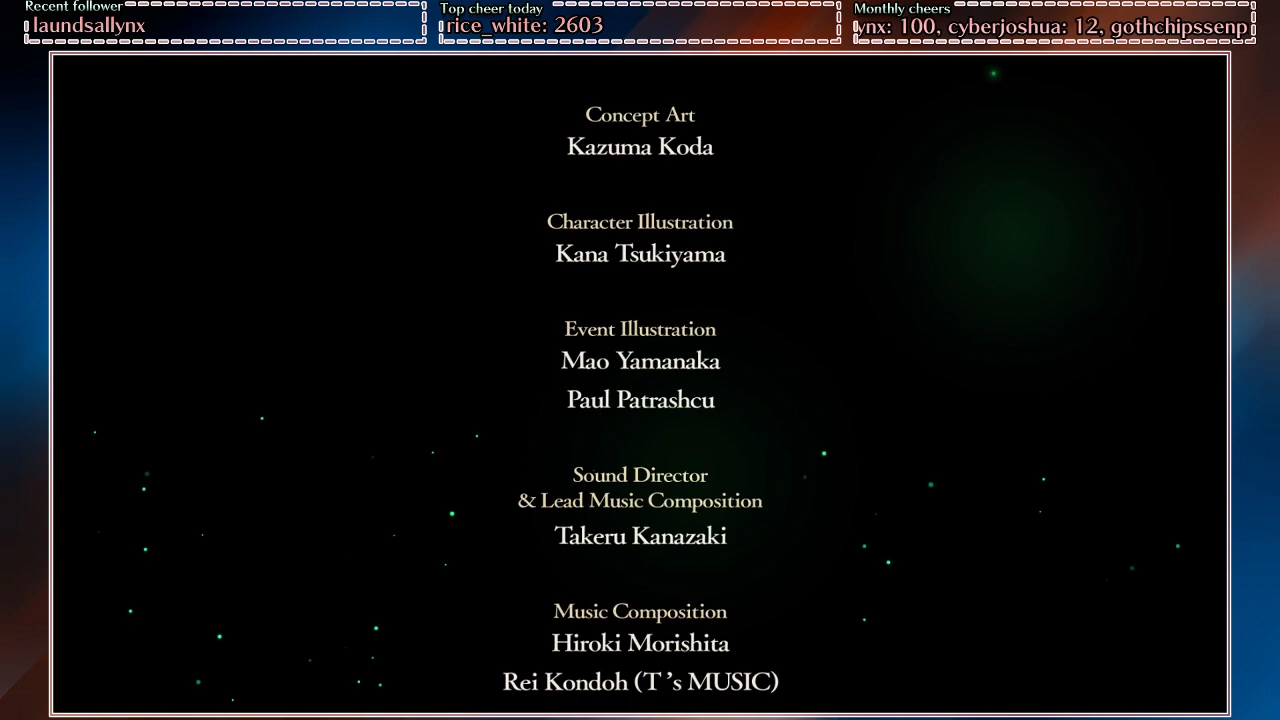 Recent follower
laundsallynx
Top cheer today
rice_white: 2603
Monthly cheers
ynx: 100, cyberjoshua: 12, gothchipssenp
Concept Art
Kazuma Koda
Character Illustration
Kana Tsukiyama
Event Illustration
Mao Yamanaka
Paul Patrashcu
Sound Director
& Lead Music Composition
Takeru Kanazaki
Music Composition
Hiroki Morishita
Rei Kondoh (T's MUSIC)